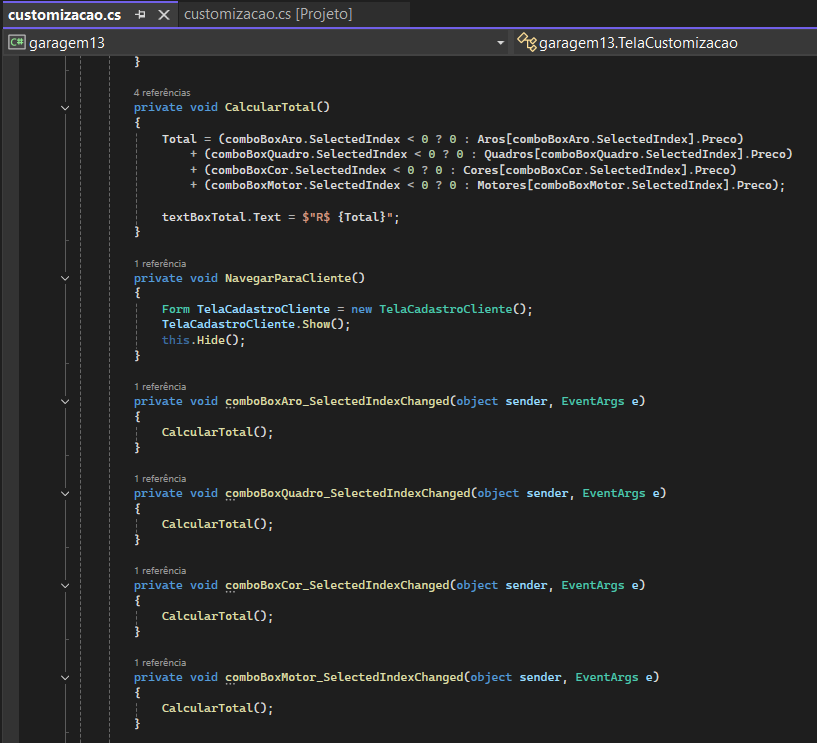 customizacao.cs
customizacao.cs [Projeto]
C# garagem13
garagem13.TelaCustomizacao
}
4 referências
private void CalcularTotal()
{
Total = (comboBoxAro.SelectedIndex < 0 ? 0 : Aros[comboBoxAro.SelectedIndex].Preco)
+ (comboBoxQuadro.SelectedIndex < 0 ? 0 : Quadros[comboBoxQuadro.SelectedIndex].Preco)
+ (comboBoxCor.SelectedIndex < 0 ? 0 : Cores[comboBoxCor.SelectedIndex].Preco)
+ (comboBoxMotor.SelectedIndex < 0 ? 0 : Motores[comboBoxMotor.SelectedIndex].Preco);
textBoxTotal.Text = $"R$ {Total}";
}
1 referência
private void NavegarParaCliente()
{
Form TelaCadastroCliente = new TelaCadastroCliente();
TelaCadastroCliente.Show();
this.Hide();
}
1 referência
private void comboBoxAro_SelectedIndexChanged(object sender, EventArgs e)
{
CalcularTotal();
}
1 referência
private void comboBoxQuadro_SelectedIndexChanged(object sender, EventArgs e)
{
CalcularTotal();
}
1 referência
private void comboBoxCor_SelectedIndexChanged(object sender, EventArgs e)
{
CalcularTotal();
}
1 referência
private void comboBoxMotor_SelectedIndexChanged(object sender, EventArgs e)
{
CalcularTotal();
}